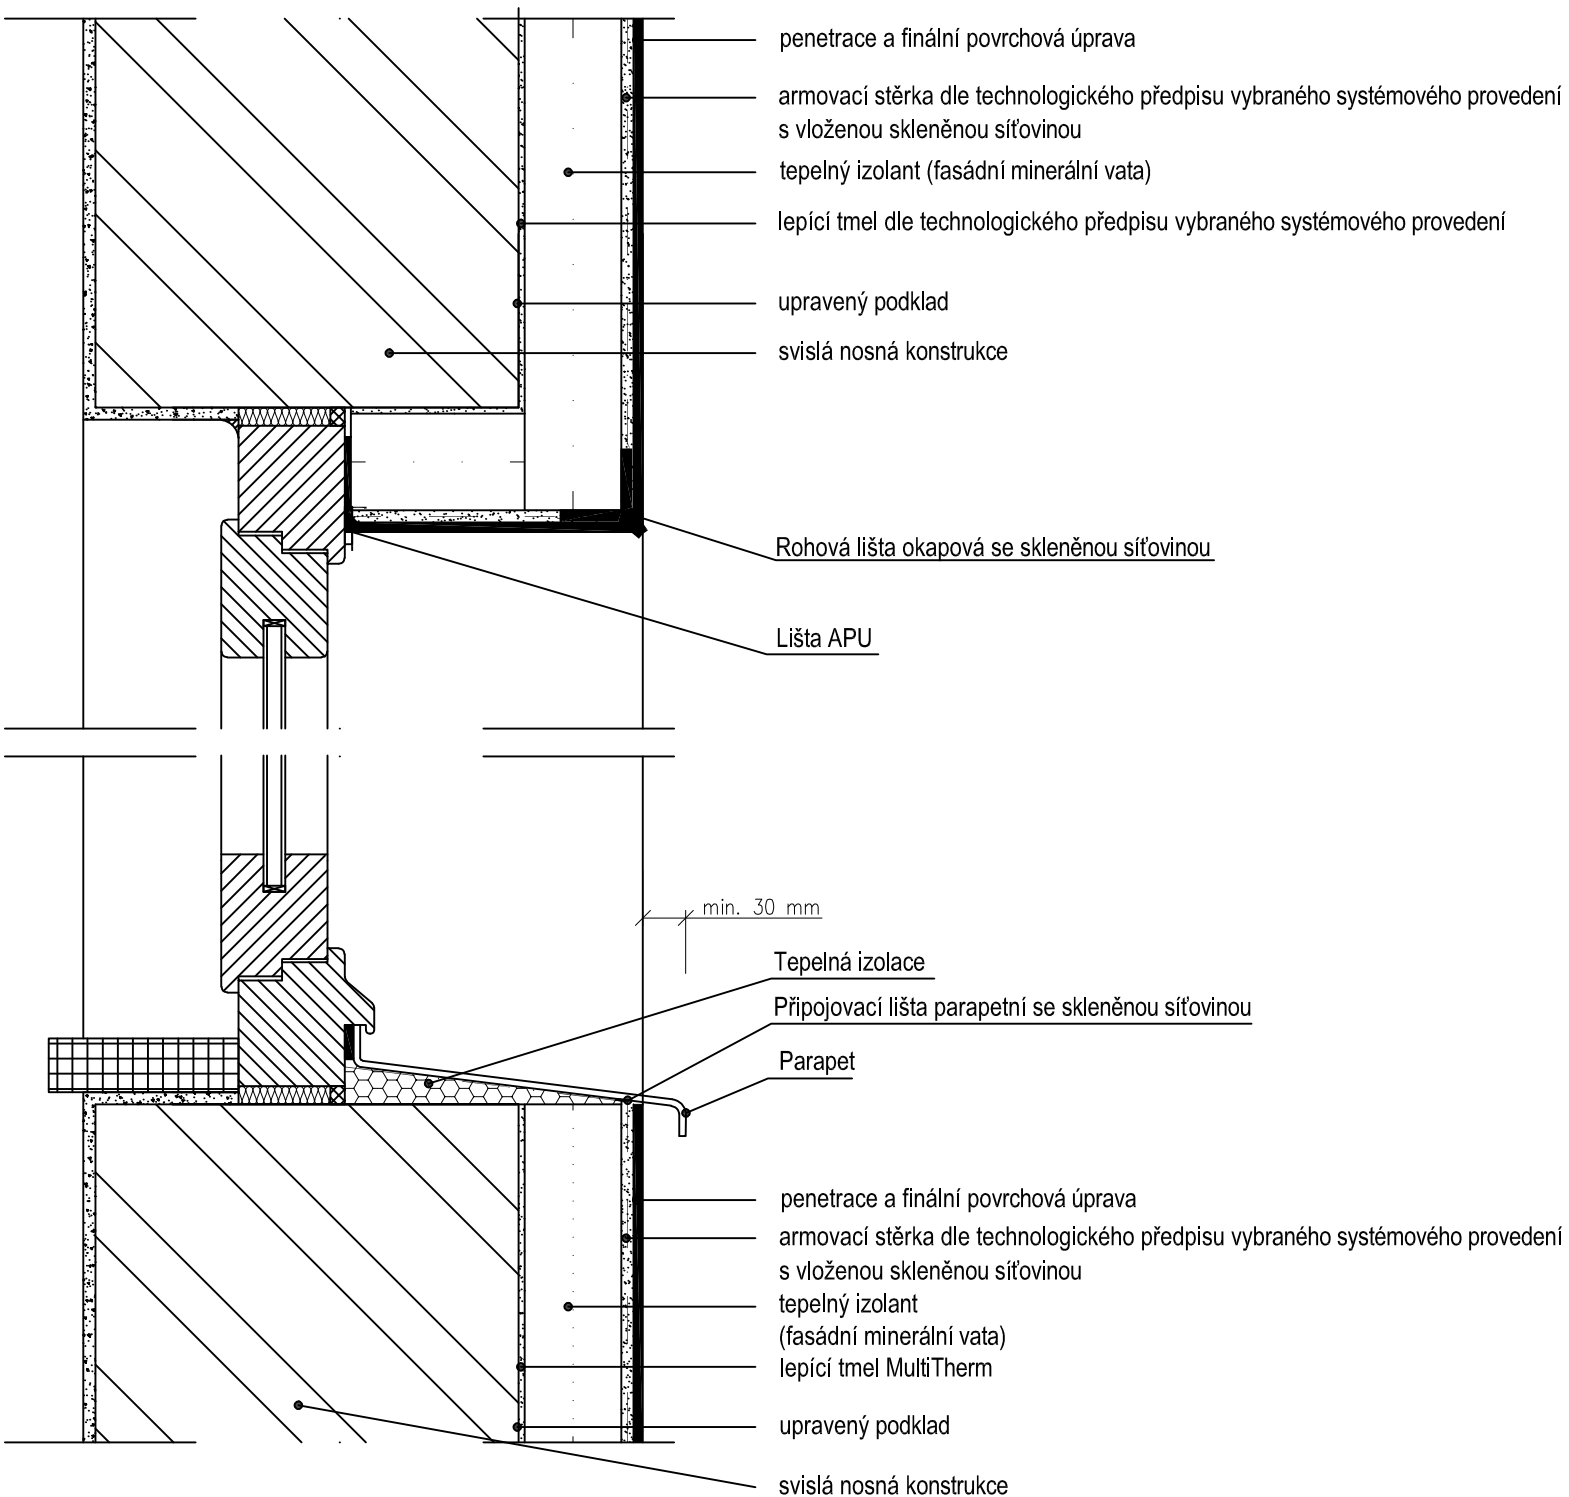 penetrace a finální povrchová úprava
armovací stěrka dle technologického předpisu vybraného systémového provedení
s vloženou skleněnou síťovinou
tepelný izolant (fasádní minerální vata)
lepící tmel dle technologického předpisu vybraného systémového provedení
upravený podklad
svislá nosná konstrukce
Rohová lišta okapová se skleněnou síťovinou
Lišta APU
min. 30 mm
Tepelná izolace
Připojovací lišta parapetní se skleněnou síťovinou
Parapet
penetrace a finální povrchová úprava
armovací stěrka dle technologického předpisu vybraného systémového provedení
s vloženou skleněnou síťovinou
tepelný izolant
(fasádní minerální vata)
lepící tmel MultiTherm
upravený podklad
svislá nosná konstrukce